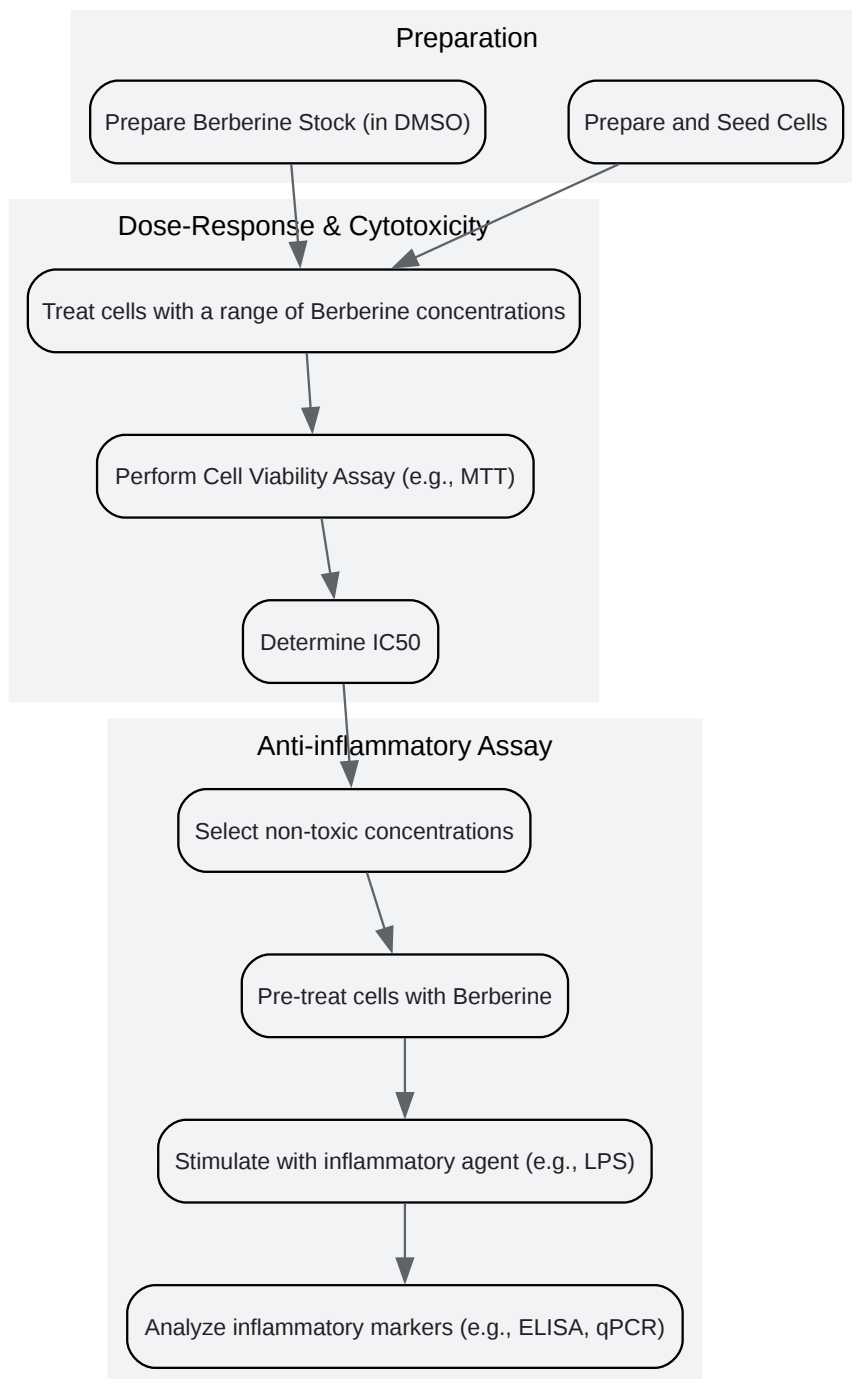 Preparation
Prepare Berberine Stock (in DMSO)
Prepare and Seed Cells
Dose-Response & Cytotoxicity
Treat cells with a range of Berberine concentrations
Perform Cell Viability Assay (e.g., MTT)
Determine IC50
Anti-inflammatory Assay
Select non-toxic concentrations
Pre-treat cells with Berberine
Stimulate with inflammatory agent (e.g., LPS)
Analyze inflammatory markers (e.g., ELISA, qPCR)